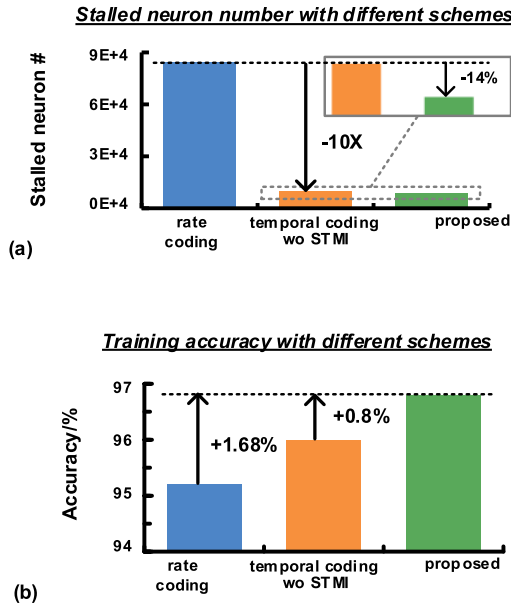 Stalled neuron number with different schemes
Stalled neuron #
9E+4
6E+4
3E+4
0E+4
-14%
-10X
rate coding
temporal coding wo STMI
proposed
(a)
Training accuracy with different schemes
Accuracy/%
97
96
95
94
+1.68%
+0.8%
rate coding
temporal coding wo STMI
proposed
(b)